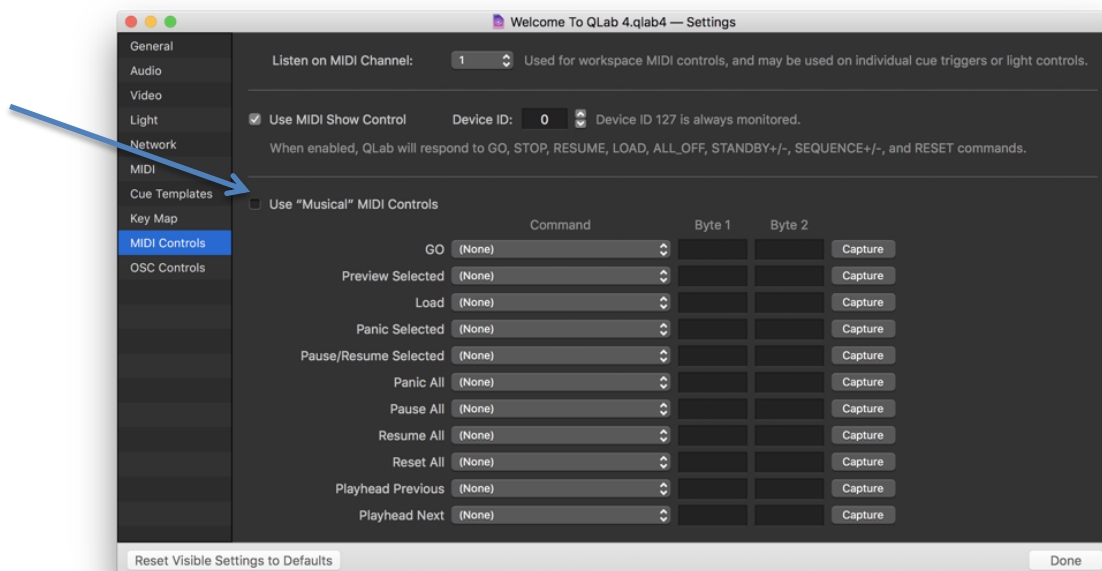 Welcome To QLab 4.qlab4 — Settings
General
Audio
Video
Light
Network
MIDI
Cue Templates
Key Map
MIDI Controls
OSC Controls
Listen on MIDI Channel: 1 Used for workspace MIDI controls, and may be used on individual cue triggers or light controls.
Use MIDI Show Control Device ID: 0 Device ID 127 is always monitored.
When enabled, QLab will respond to GO, STOP, RESUME, LOAD, ALL_OFF, STANDBY+/-, SEQUENCE+/-, and RESET commands.
Use “Musical” MIDI Controls
Command Byte 1 Byte 2
GO (None) Capture
Preview Selected (None) Capture
Load (None) Capture
Panic Selected (None) Capture
Pause/Resume Selected (None) Capture
Panic All (None) Capture
Pause All (None) Capture
Resume All (None) Capture
Reset All (None) Capture
Playhead Previous (None) Capture
Playhead Next (None) Capture
Reset Visible Settings to Defaults Done